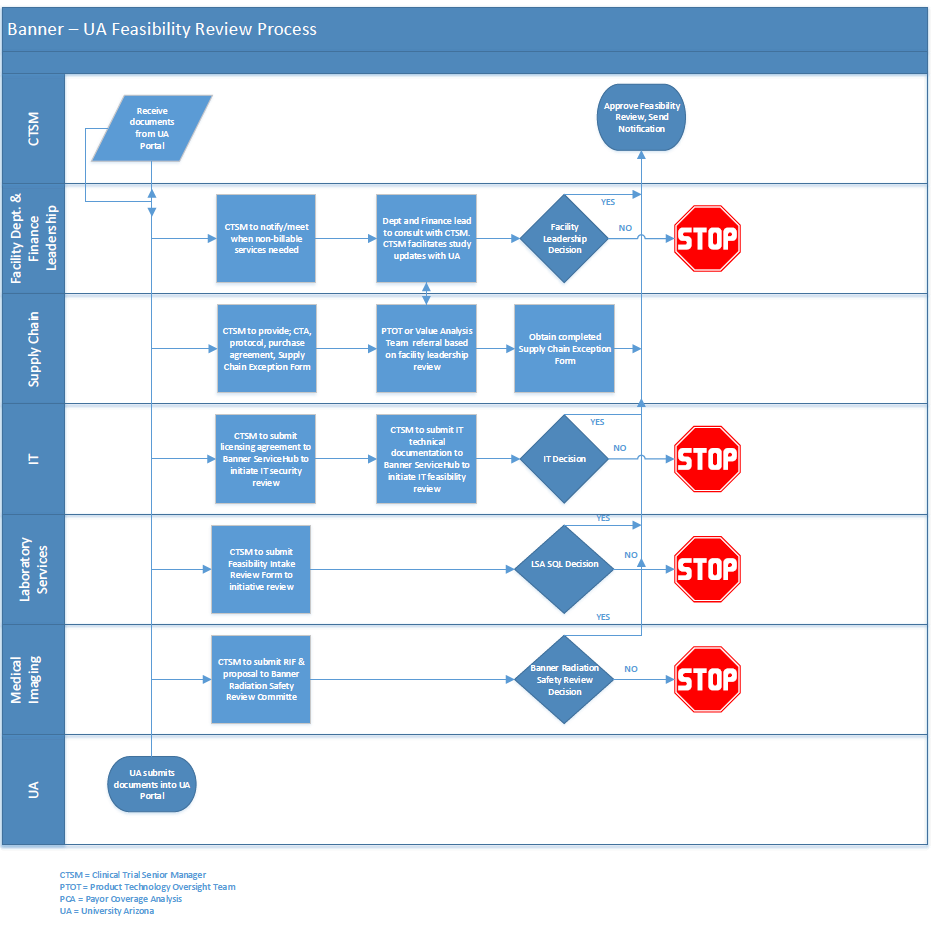 Banner – UA Feasibility Review Process
CTSM
Receive
documents
from UA
Portal
Approve Feasibility
Review, Send
Notification
Facility Dept. &
Finance
Leadership
CTSM to notify/meet
when non-billable
services needed
Dept and Finance lead
to consult with CTSM.
CTSM facilitates study
updates with UA
Facility
Leadership
Decision
YES
NO
STOP
Supply Chain
CTSM to provide; CTA,
protocol, purchase
agreement, Supply
Chain Exception Form
PTOT or Value Analysis
Team referral based
on facility leadership
review
Obtain completed
Supply Chain Exception
Form
IT
CTSM to submit
licensing agreement to
Banner ServiceHub to
initiate IT security
review
CTSM to submit IT
technical
documentation to
Banner ServiceHub to
initiate IT feasibility
review
IT Decision
YES
NO
STOP
Laboratory
Services
CTSM to submit
Feasibility Intake
Review Form to
initiative review
LSA SQL Decision
YES
NO
STOP
Medical
Imaging
CTSM to submit RIF &
proposal to Banner
Radiation Safety
Review Committe
Banner Radiation
Safety Review
Decision
YES
NO
STOP
UA
UA submits
documents into UA
Portal
CTSM = Clinical Trial Senior Manager
PTOT = Product Technology Oversight Team
PCA = Payor Coverage Analysis
UA = University Arizona